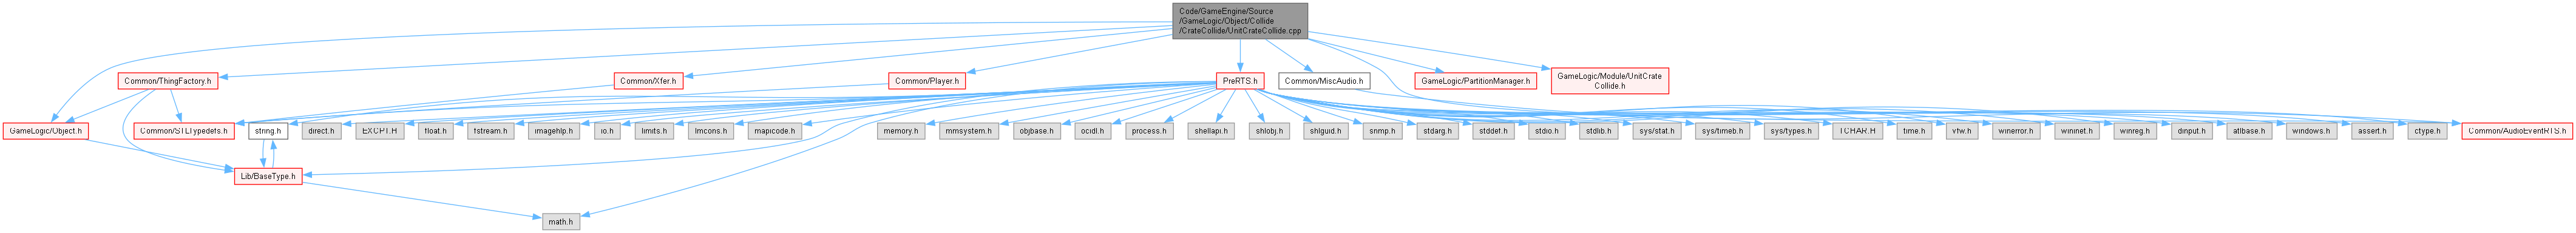 Code/GameEngine/Source
/GameLogic/Object/Collide
/CrateCollide/UnitCrateCollide.cpp
Common/ThingFactory.h
Common/Xfer.h
Common/Player.h
PreRTS.h
Common/MiscAudio.h
GameLogic/PartitionManager.h
GameLogic/Module/UnitCrate
Collide.h
GameLogic/Object.h
Common/STLTypedefs.h
string.h
direct.h
EXCPT.H
float.h
fstream.h
imagehlp.h
io.h
limits.h
lmcons.h
mapicode.h
memory.h
mmsystem.h
objbase.h
ocidl.h
process.h
shellapi.h
shlobj.h
shlguid.h
snmp.h
stdarg.h
stddef.h
stdio.h
stdlib.h
sys/stat.h
sys/timeb.h
sys/types.h
TCHAR.H
time.h
vfw.h
winerror.h
wininet.h
winreg.h
dinput.h
atlbase.h
windows.h
assert.h
ctype.h
Common/AudioEventRTS.h
Lib/BaseType.h
math.h